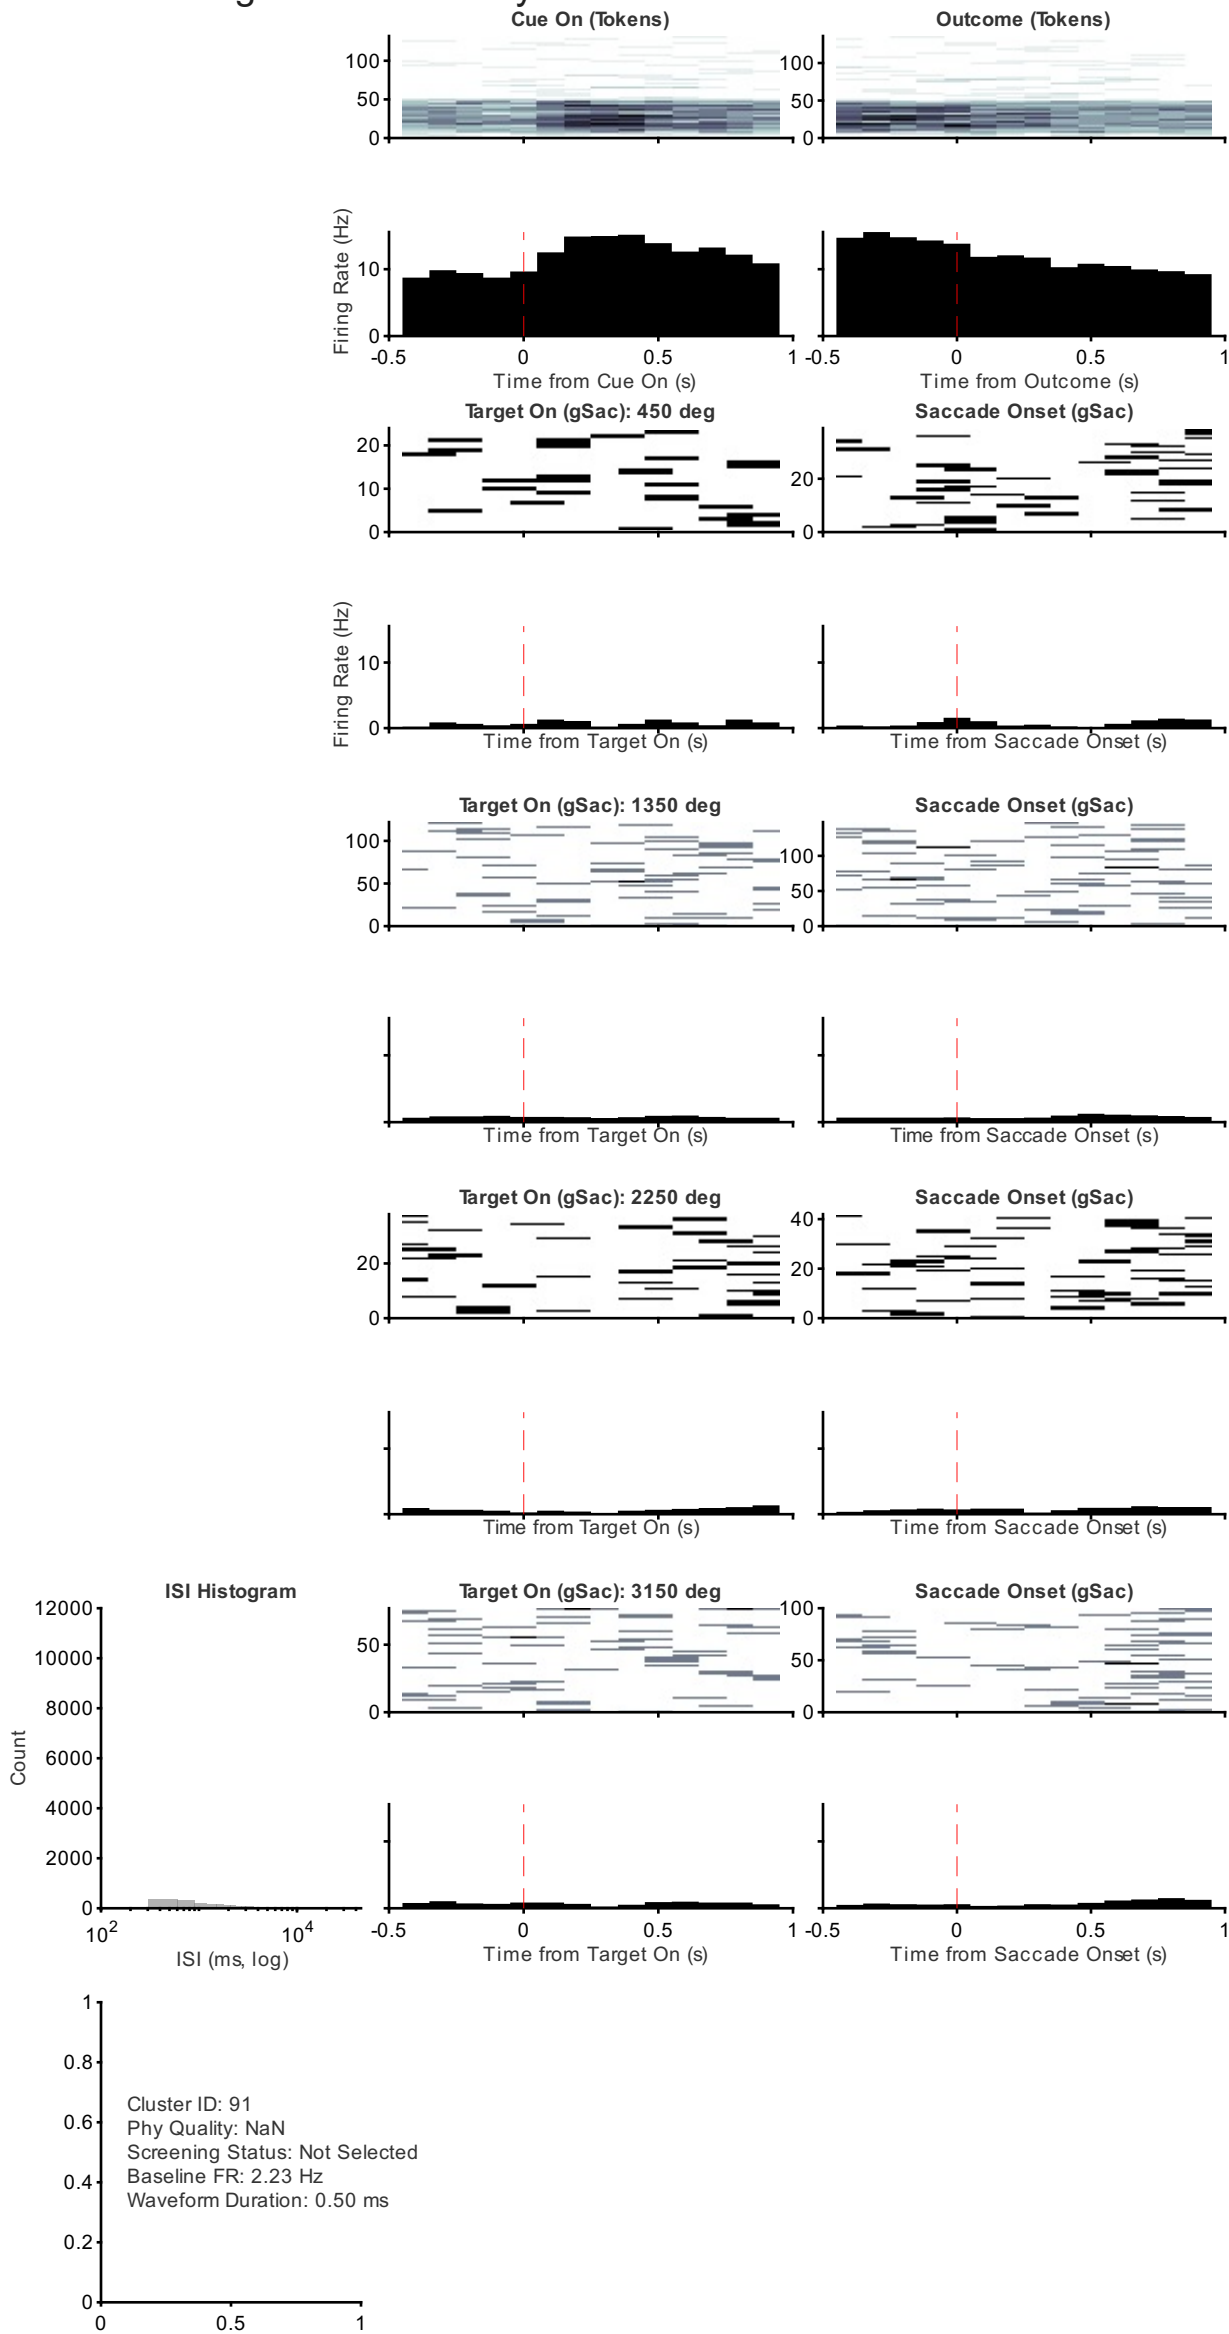 Cue On (Tokens)
Outcome (Tokens)
100
50
0
100
50
0
Firing Rate (Hz)
10
0
-0.5 0 0.5 1
-0.5 0 0.5 1
Time from Cue On (s)
Time from Outcome (s)
Target On (gSac): 450 deg
Saccade Onset (gSac)
20
10
0
20
0
Firing Rate (Hz)
10
0
Time from Target On (s)
Time from Saccade Onset (s)
Target On (gSac): 1350 deg
Saccade Onset (gSac)
100
50
0
100
50
0
Time from Target On (s)
Time from Saccade Onset (s)
Target On (gSac): 2250 deg
Saccade Onset (gSac)
20
0
40
20
0
Time from Target On (s)
Time from Saccade Onset (s)
ISI Histogram
Target On (gSac): 3150 deg
Saccade Onset (gSac)
12000
10000
8000
6000
4000
2000
0
Count
10^2 10^4
ISI (ms, log)
50
0
100
50
0
-0.5 0 0.5 1
-0.5 0 0.5 1
Time from Target On (s)
Time from Saccade Onset (s)
1
0.8
0.6
0.4
0.2
0
Cluster ID: 91
Phy Quality: NaN
Screening Status: Not Selected
Baseline FR: 2.23 Hz
Waveform Duration: 0.50 ms
0 0.5 1